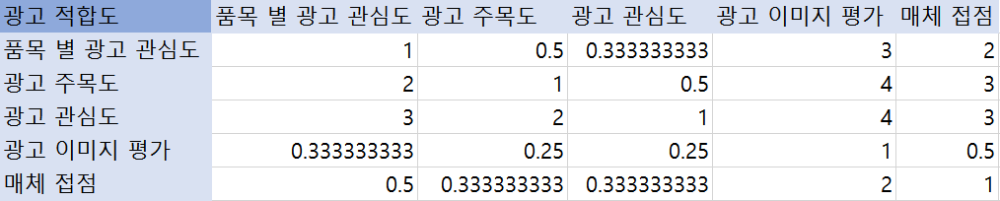 광고 적합도 품목 별 광고 관심도 광고 주목도 광고 관심도 광고 이미지 평가 매체 접점
품목 별 광고 관심도 1 0.5 0.333333333 3 2
광고 주목도 2 1 0.5 4 3
광고 관심도 3 2 1 4 3
광고 이미지 평가 0.333333333 0.25 0.25 1 0.5
매체 접점 0.5 0.333333333 0.333333333 2 1